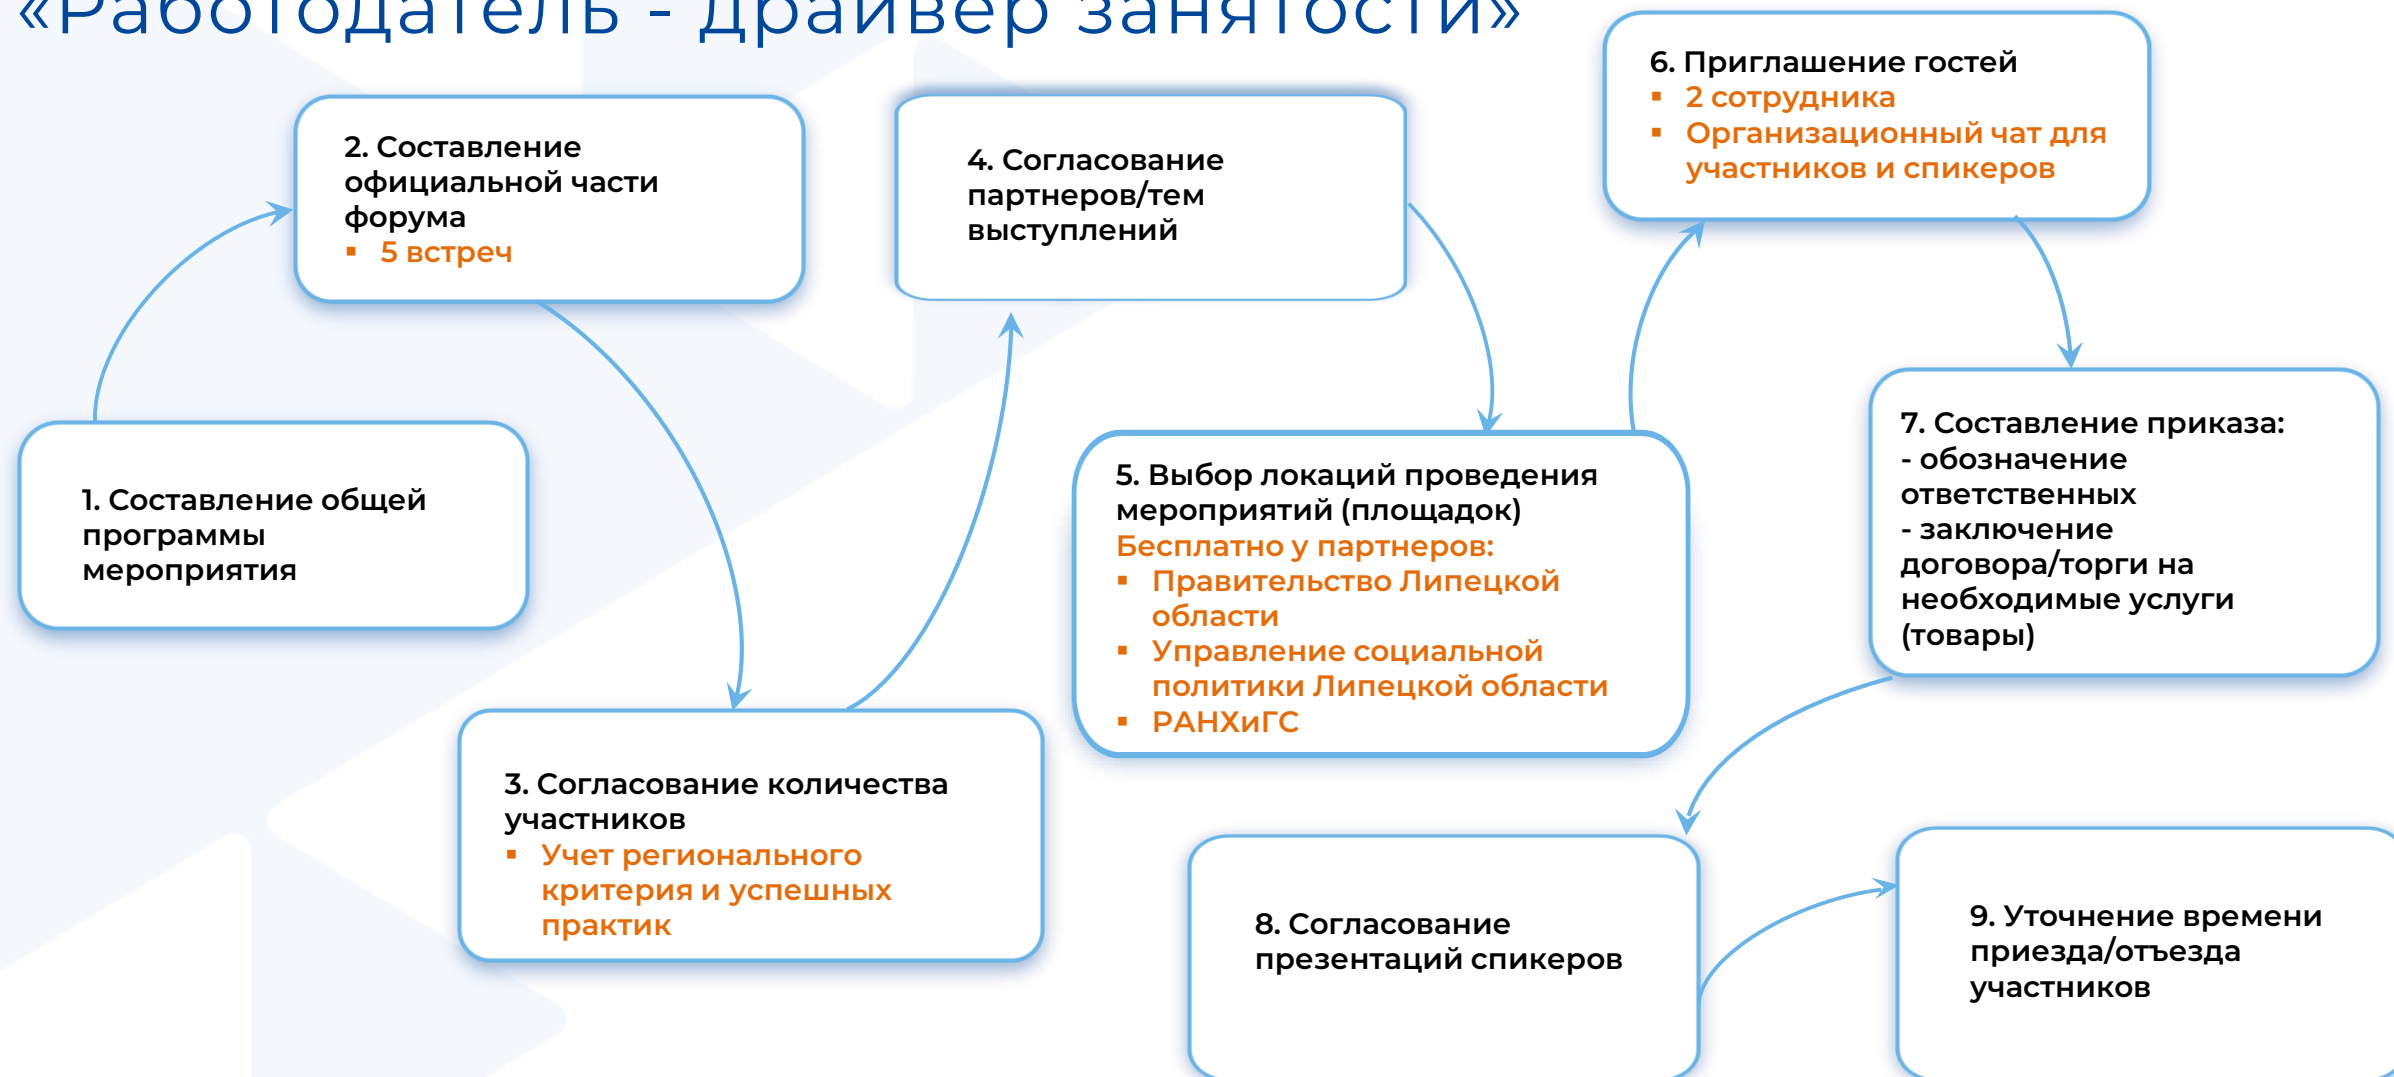 «Работодатель - драйвер занятости»
1. Составление общей
программы
мероприятия
2. Составление
официальной части
форума
▪ 5 встреч
3. Согласование количества
участников
▪ Учет регионального
критерия и успешных
практик
4. Согласование
партнеров/тем
выступлений
5. Выбор локаций проведения
мероприятий (площадок)
Бесплатно у партнеров:
▪ Правительство Липецкой
области
▪ Управление социальной
политики Липецкой области
▪ РАНХиГС
6. Приглашение гостей
▪ 2 сотрудника
▪ Организационный чат для
участников и спикеров
7. Составление приказа:
- обозначение
ответственных
- заключение
договора/торги на
необходимые услуги
(товары)
8. Согласование
презентаций спикеров
9. Уточнение времени
приезда/отъезда
участников